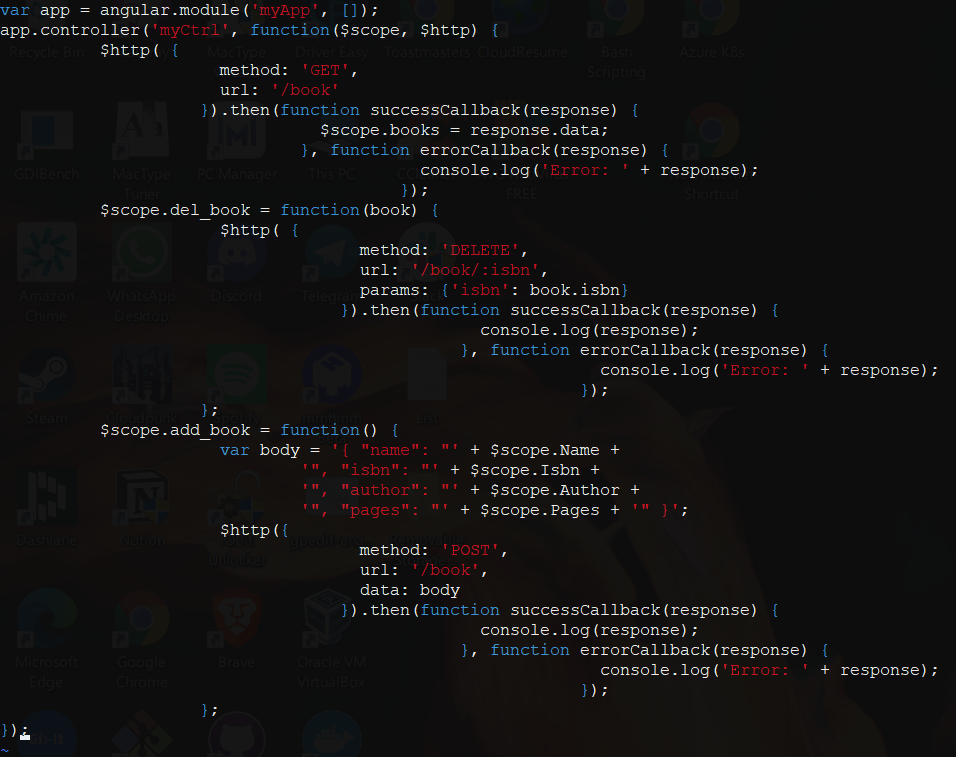 var app = angular.module('myApp', []);
app.controller('myCtrl', function($scope, $http) {
Recycle Bin MacType Driver Easy Toastmasters CloudResume Bash Scripting Azure K8s
$http( {
method: 'GET',
url: '/book'
}).then(function successCallback(response) {
$scope.books = response.data;
}, function errorCallback(response) {
console.log('Error: ' + response);
});
GDIBench MacType Tuner PC Manager This PC FREE Shortcut
$scope.del_book = function(book) {
$http( {
method: 'DELETE',
url: '/book/:isbn',
params: {'isbn': book.isbn}
}).then(function successCallback(response) {
console.log(response);
}, function errorCallback(response) {
console.log('Error: ' + response);
});
};
Amazon Chime WhatsApp Desktop Discord Telegram
Steam
$scope.add_book = function() {
var body = '{ "name": "' + $scope.Name +
'", "isbn": "' + $scope.Isbn +
'", "author": "' + $scope.Author +
'", "pages": "' + $scope.Pages + '" }';
$http({
method: 'POST',
url: '/book',
data: body
}).then(function successCallback(response) {
console.log(response);
}, function errorCallback(response) {
console.log('Error: ' + response);
});
};
Dashlane Notion
Microsoft Edge Google Chrome Brave Oracle VM VirtualBox
});
~